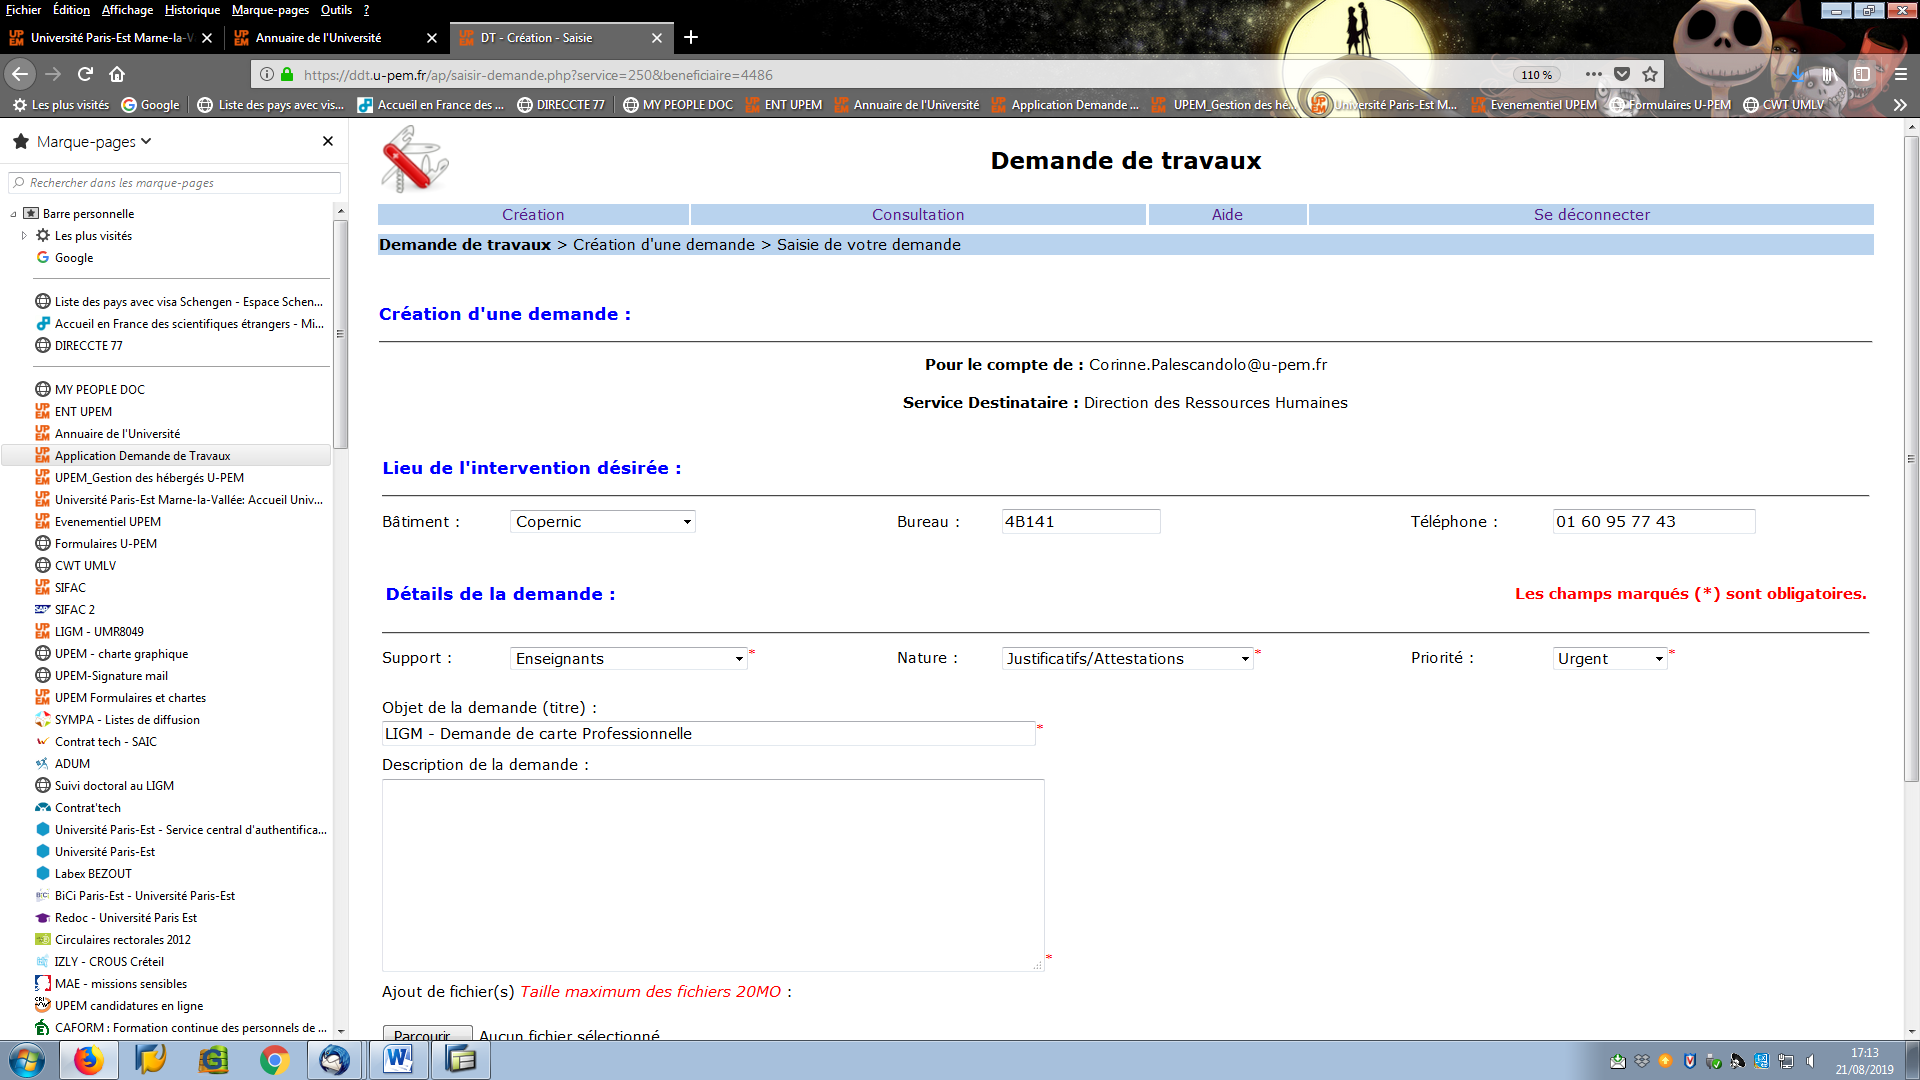 Fichier Édition Affichage Historique Marque-pages Outils ?
Université Paris-Est Marne-la-V
Annuaire de l'Université
DT - Création - Saisie
https://ddt.u-pem.fr/ap/saisir-demande.php?service=250&beneficiaire=4486
110 %
Les plus visités Google Liste des pays avec vis... Accueil en France des ... DIRECCTE 77 MY PEOPLE DOC ENT UPEM Annuaire de l'Université Application Demande ... UPEM_Gestion des hé... Université Paris-Est M... Evenementiel UPEM Formulaires U-PEM CWT UMLV
Marque-pages
Rechercher dans les marque-pages
Barre personnelle
Les plus visités
Google
Liste des pays avec visa Schengen - Espace Schen...
Accueil en France des scientifiques étrangers - Mi...
DIRECCTE 77
MY PEOPLE DOC
ENT UPEM
Annuaire de l'Université
Application Demande de Travaux
UPEM_Gestion des hébergés U-PEM
Université Paris-Est Marne-la-Vallée: Accueil Univ...
Evenementiel UPEM
Formulaires U-PEM
CWT UMLV
SIFAC
SIFAC 2
LIGM - UMR8049
UPEM - charte graphique
UPEM-Signature mail
UPEM Formulaires et chartes
SYMPA - Listes de diffusion
Contrat tech - SAIC
ADUM
Suivi doctoral au LIGM
Contrat'tech
Université Paris-Est - Service central d'authentifica...
Université Paris-Est
Labex BEZOUT
BiCi Paris-Est - Université Paris-Est
Redoc - Université Paris Est
Circulaires rectorales 2012
IZLY - CROUS Créteil
MAE - missions sensibles
UPEM candidatures en ligne
CAFORM : Formation continue des personnels de ...
Demande de travaux
Création Consultation Aide Se déconnecter
Demande de travaux > Création d'une demande > Saisie de votre demande
Création d'une demande :
Pour le compte de : Corinne.Palescandolo@u-pem.fr
Service Destinataire : Direction des Ressources Humaines
Lieu de l'intervention désirée :
Bâtiment : Copernic Bureau : 4B141 Téléphone : 01 60 95 77 43
Détails de la demande : Les champs marqués (*) sont obligatoires.
Support : Enseignants * Nature : Justificatifs/Attestations * Priorité : Urgent *
Objet de la demande (titre) :
LIGM - Demande de carte Professionnelle *
Description de la demande :
*
Ajout de fichier(s) Taille maximum des fichiers 20MO :
Parcourir... Aucun fichier sélectionné
17:13
21/08/2019